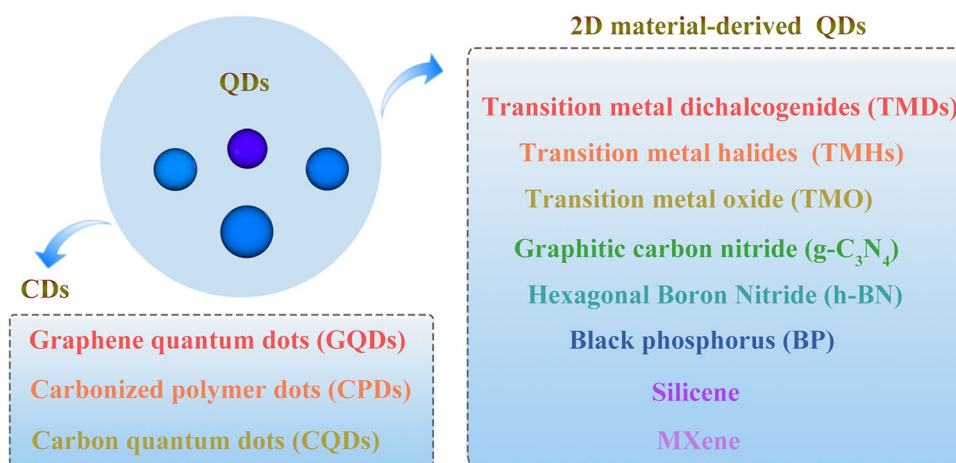 QDs
CDs
Graphene quantum dots (GQDs)
Carbonized polymer dots (CPDs)
Carbon quantum dots (CQDs)
2D material-derived QDs
Transition metal dichalcogenides (TMDs)
Transition metal halides (TMHs)
Transition metal oxide (TMO)
Graphitic carbon nitride (g-C₃N₄)
Hexagonal Boron Nitride (h-BN)
Black phosphorus (BP)
Silicene
MXene